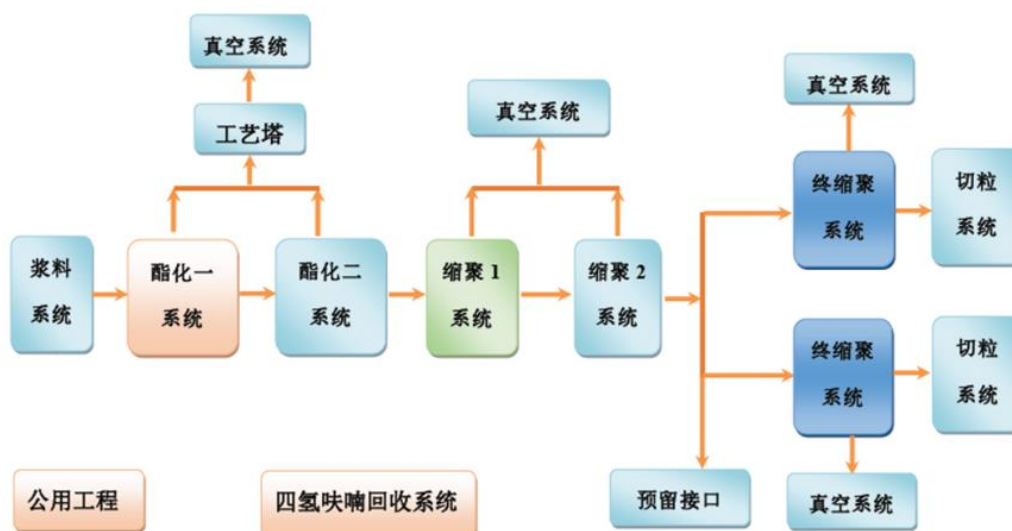 真空系统
工艺塔
真空系统
真空系统
浆料
系统
酯化一
系统
酯化二
系统
缩聚 1
系统
缩聚 2
系统
终缩聚
系统
切粒
系统
终缩聚
系统
切粒
系统
公用工程
四氢呋喃回收系统
预留接口
真空系统